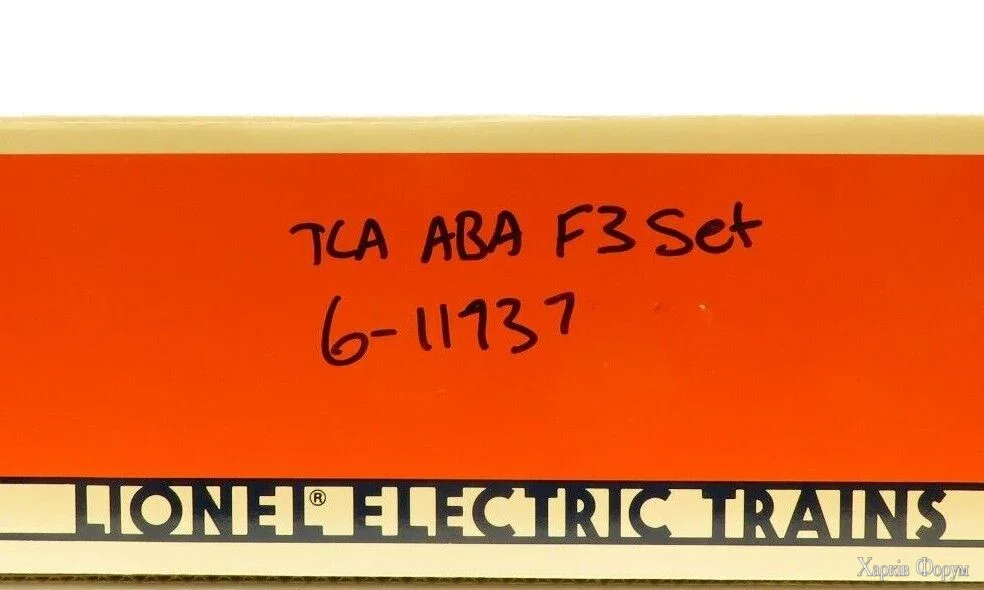 TCA ABA F3 Set
6-11937
LIONEL® ELECTRIC TRAINS
Харків Форум